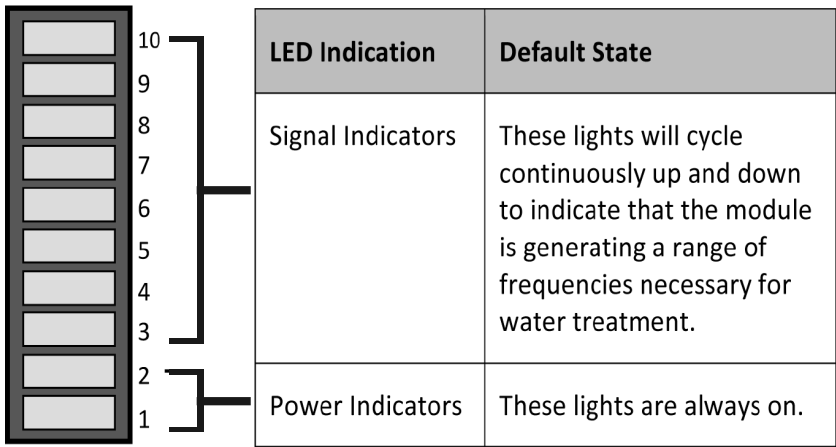 10
9
8
7
6
5
4
3
2
1
LED Indication
Default State
Signal Indicators
These lights will cycle
continuously up and down
to indicate that the module
is generating a range of
frequencies necessary for
water treatment.
Power Indicators
These lights are always on.